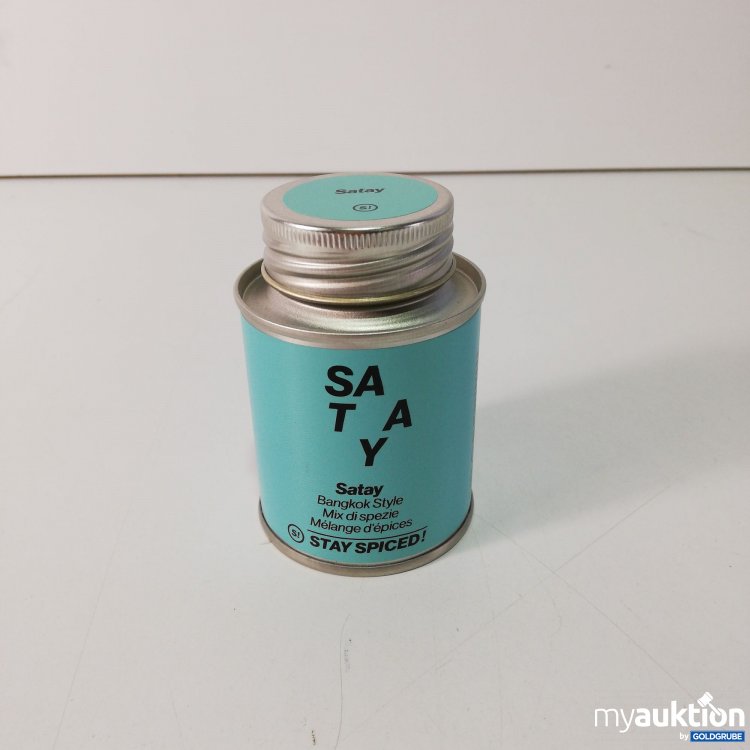 Satay
S!
SA
T A
Y
Satay
Bangkok Style
Mix di spezie
Mélange d'épices
S! STAY SPICED!
myauktion
by GOLDGRUBE